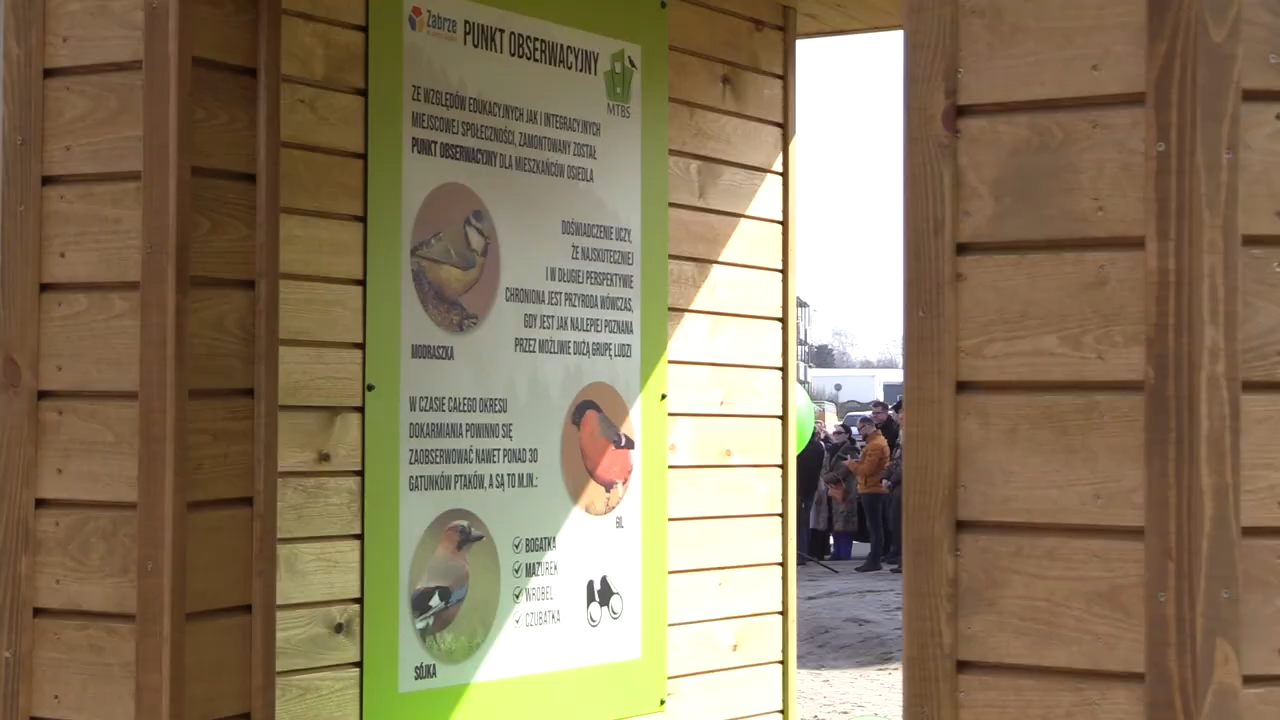 Zabrze
PUNKT OBSERWACYJNY
MTBS
ZE WZGLĘDÓW EDUKACYJNYCH JAK I INTEGRACYJNYCH
MIEJSCOWEJ SPOŁECZNOŚCI, ZAMONTOWANY ZOSTAŁ
PUNKT OBSERWACYJNY DLA MIESZKAŃCÓW OSIEDLA
DOŚWIADCZENIE UCZY,
ŻE NAJSKUTECZNIEJ
I W DŁUGIEJ PERSPEKTYWIE
CHRONIONA JEST PRZYRODA WÓWCZAS,
GDY JEST JAK NAJLEPIEJ POZNANA
PRZEZ MOŻLIWIE DUŻĄ GRUPĘ LUDZI
MODRASZKA
W CZASIE CAŁEGO OKRESU
DOKARMIANIA POWINNO SIĘ
ZAOBSERWOWAĆ NAWET PONAD 30
GATUNKÓW PTAKÓW, A SĄ TO M.IN.:
GIL
BOGATKA
MAZUREK
WRÓBEL
CZUBATKA
SÓJKA